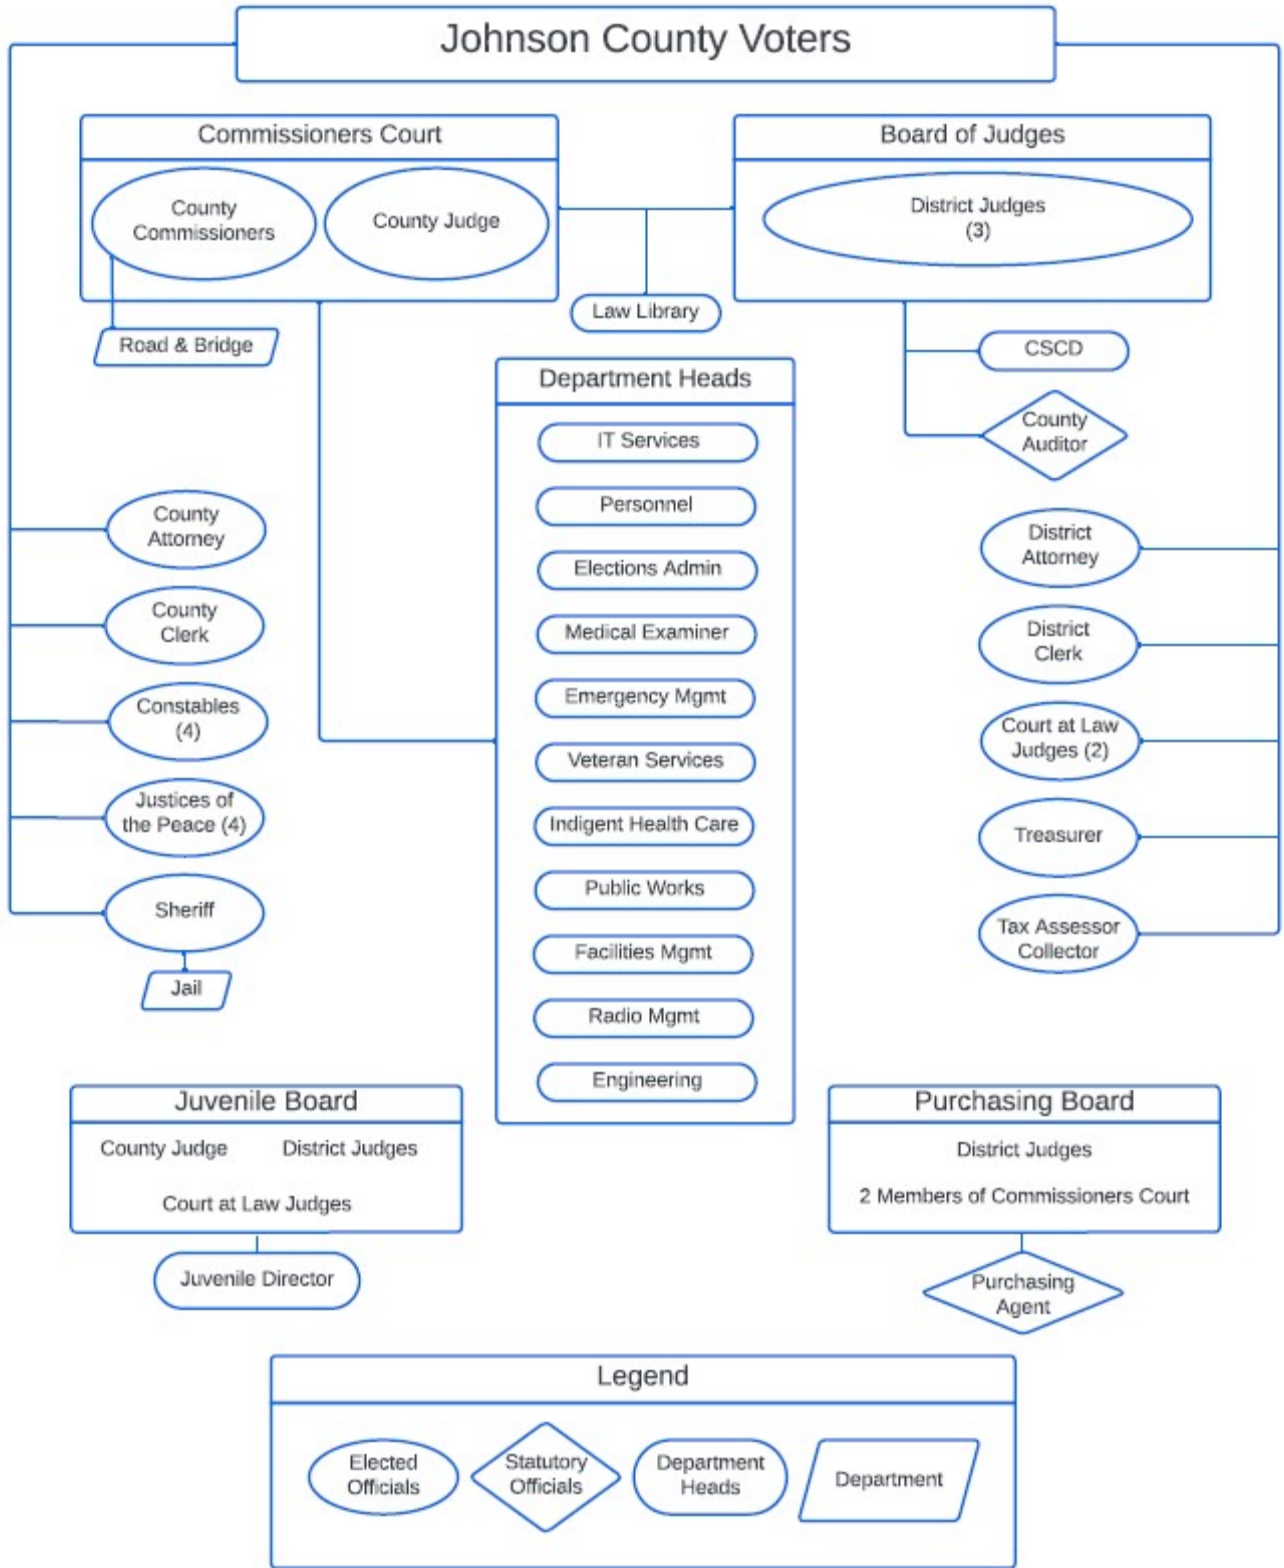 Johnson County Voters
Commissioners Court
County
Commissioners
County Judge
Road & Bridge
Board of Judges
District Judges
(3)
Law Library
CSCD
County
Auditor
Department Heads
IT Services
Personnel
Elections Admin
Medical Examiner
Emergency Mgmt
Veteran Services
Indigent Health Care
Public Works
Facilities Mgmt
Radio Mgmt
Engineering
County
Attorney
County
Clerk
Constables
(4)
Justices of
the Peace (4)
Sheriff
Jail
District
Attorney
District
Clerk
Court at Law
Judges (2)
Treasurer
Tax Assessor
Collector
Juvenile Board
County Judge
District Judges
Court at Law Judges
Juvenile Director
Purchasing Board
District Judges
2 Members of Commissioners Court
Purchasing
Agent
Legend
Elected
Officials
Statutory
Officials
Department
Heads
Department